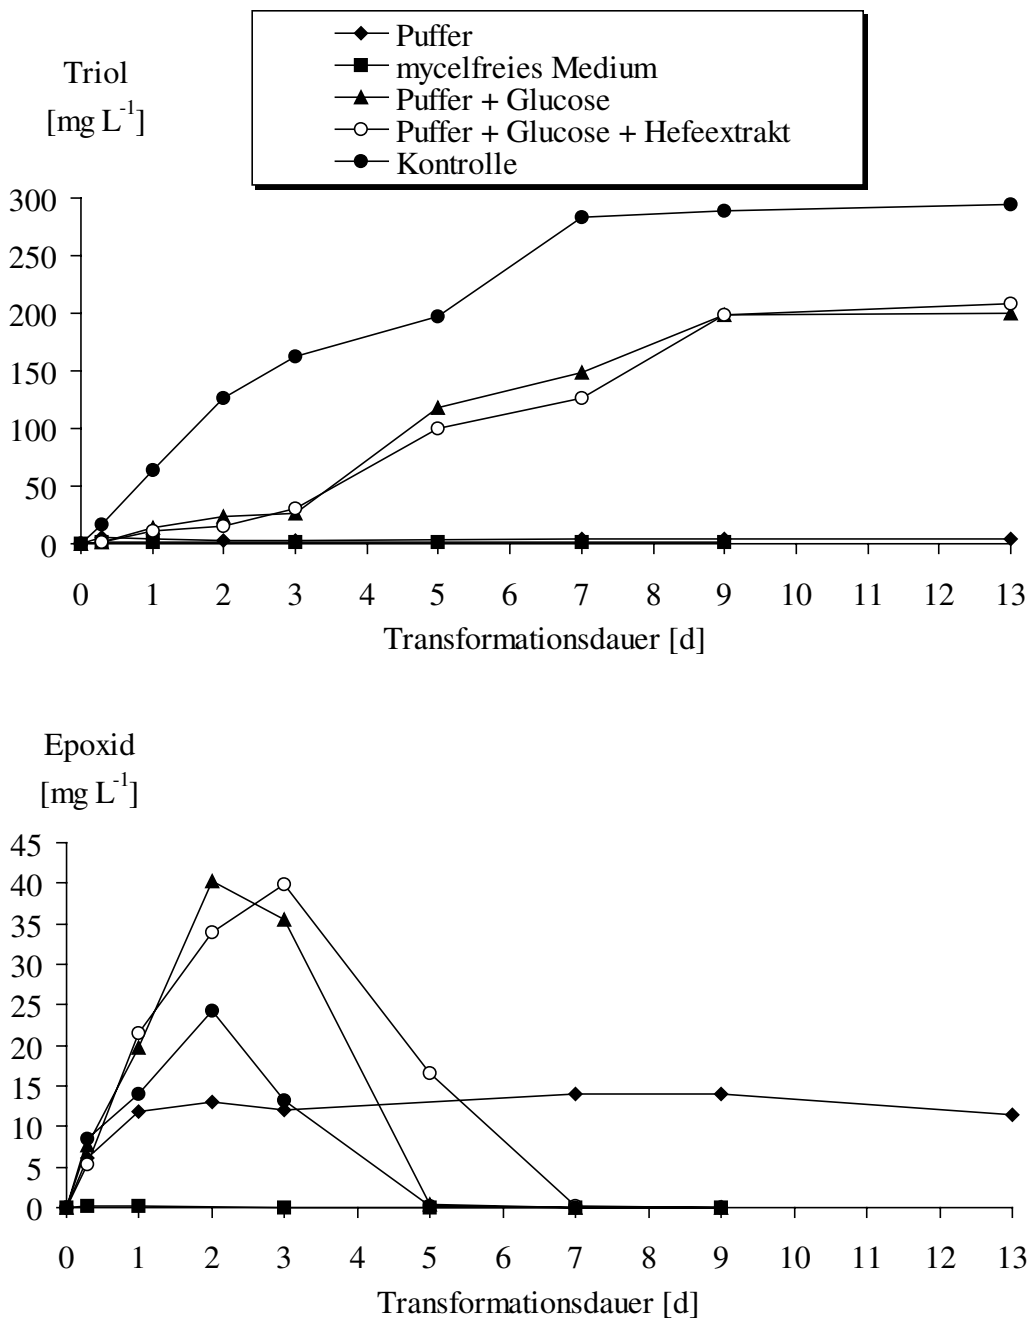 Puffer
mycelfreies Medium
Puffer + Glucose
Puffer + Glucose + Hefeextrakt
Kontrolle
Triol
[mg L-1]
300
250
200
150
100
50
0
0 1 2 3 4 5 6 7 8 9 10 11 12 13
Transformationsdauer [d]
Epoxid
[mg L-1]
45
40
35
30
25
20
15
10
5
0
0 1 2 3 4 5 6 7 8 9 10 11 12 13
Transformationsdauer [d]